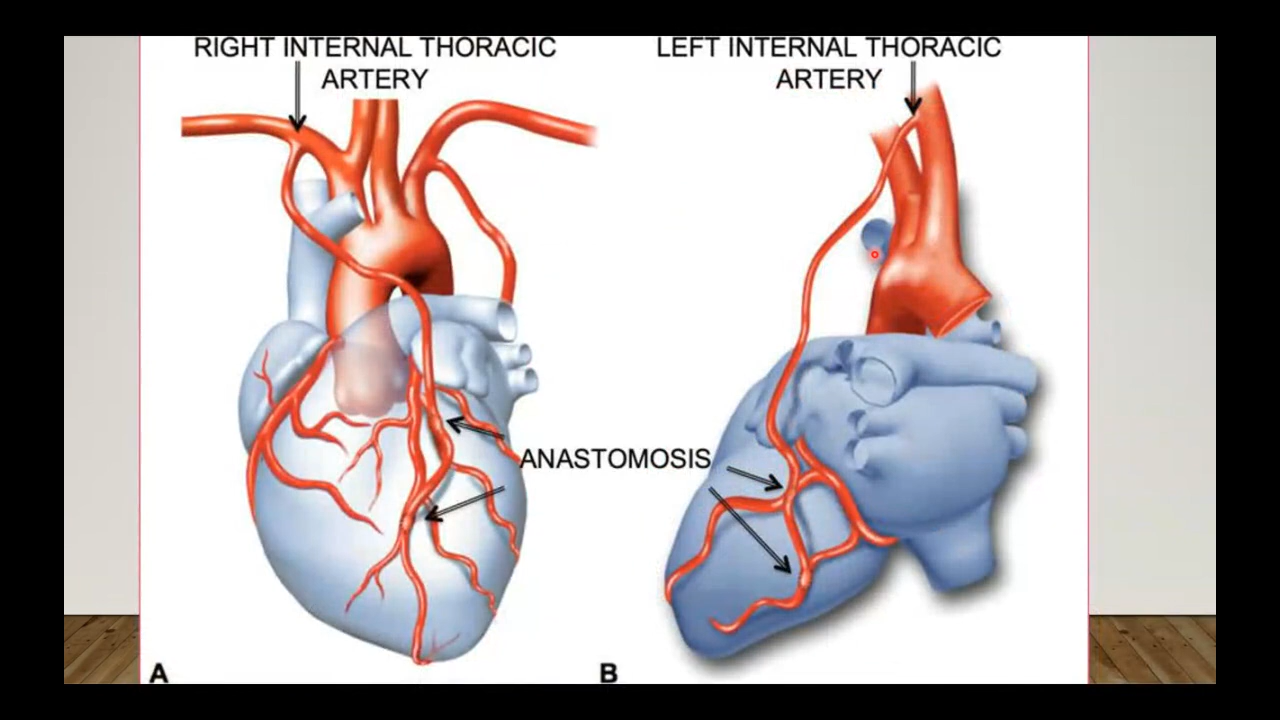 RIGHT INTERNAL THORACIC
ARTERY
LEFT INTERNAL THORACIC
ARTERY
ANASTOMOSIS
A
B